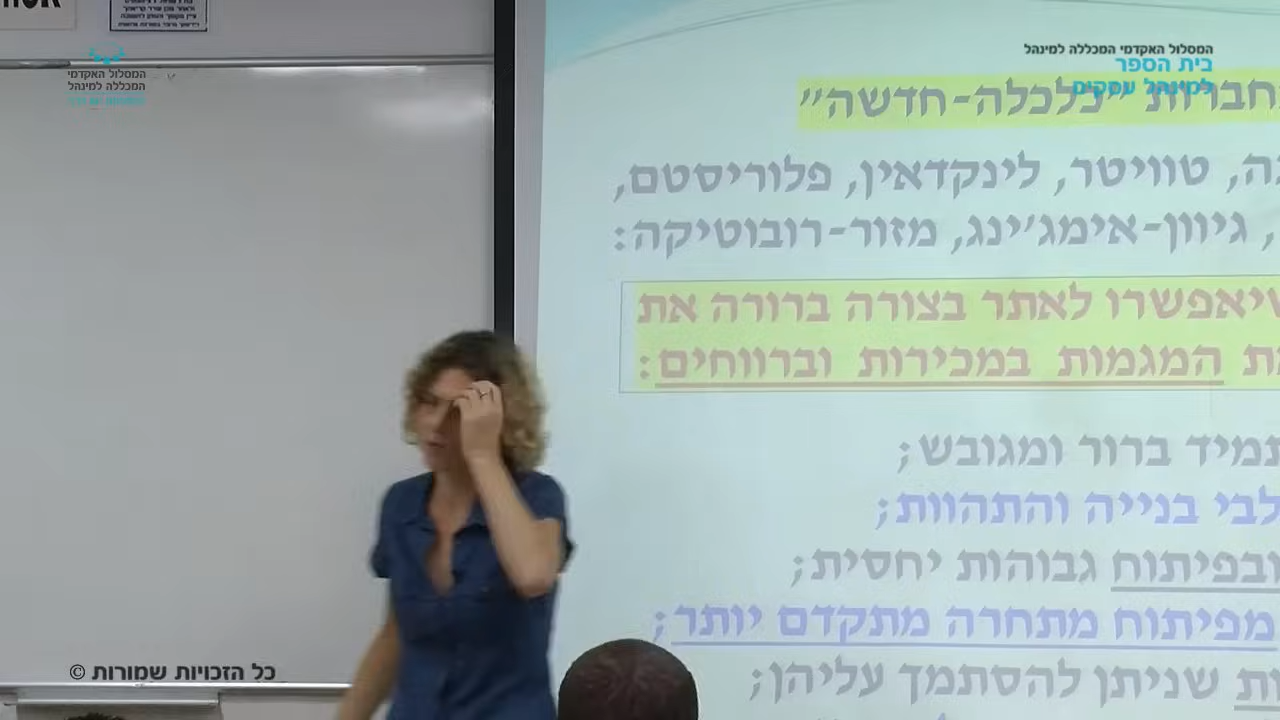 המסלול האקדמי המכללה למינהל
בית הספר
למינהל עסקים
המסלול האקדמי
המכללה למינהל
חברות "כלכלה-חדשה"
טוויטר, לינקדאין, פלוריסטם,
, גיוון-אימג'ינג, מזור-רובוטיקה:
שיאפשרו לאתר בצורה ברורה את
המגמות במכירות וברווחים:
תמיד ברור ומגובש;
לבי בנייה והתהוות;
ובפיתוח גבוהות יחסית;
מפיתוח מתחרה מתקדם יותר;
שניתן להסתמך עליהן;
כל הזכויות שמורות ©